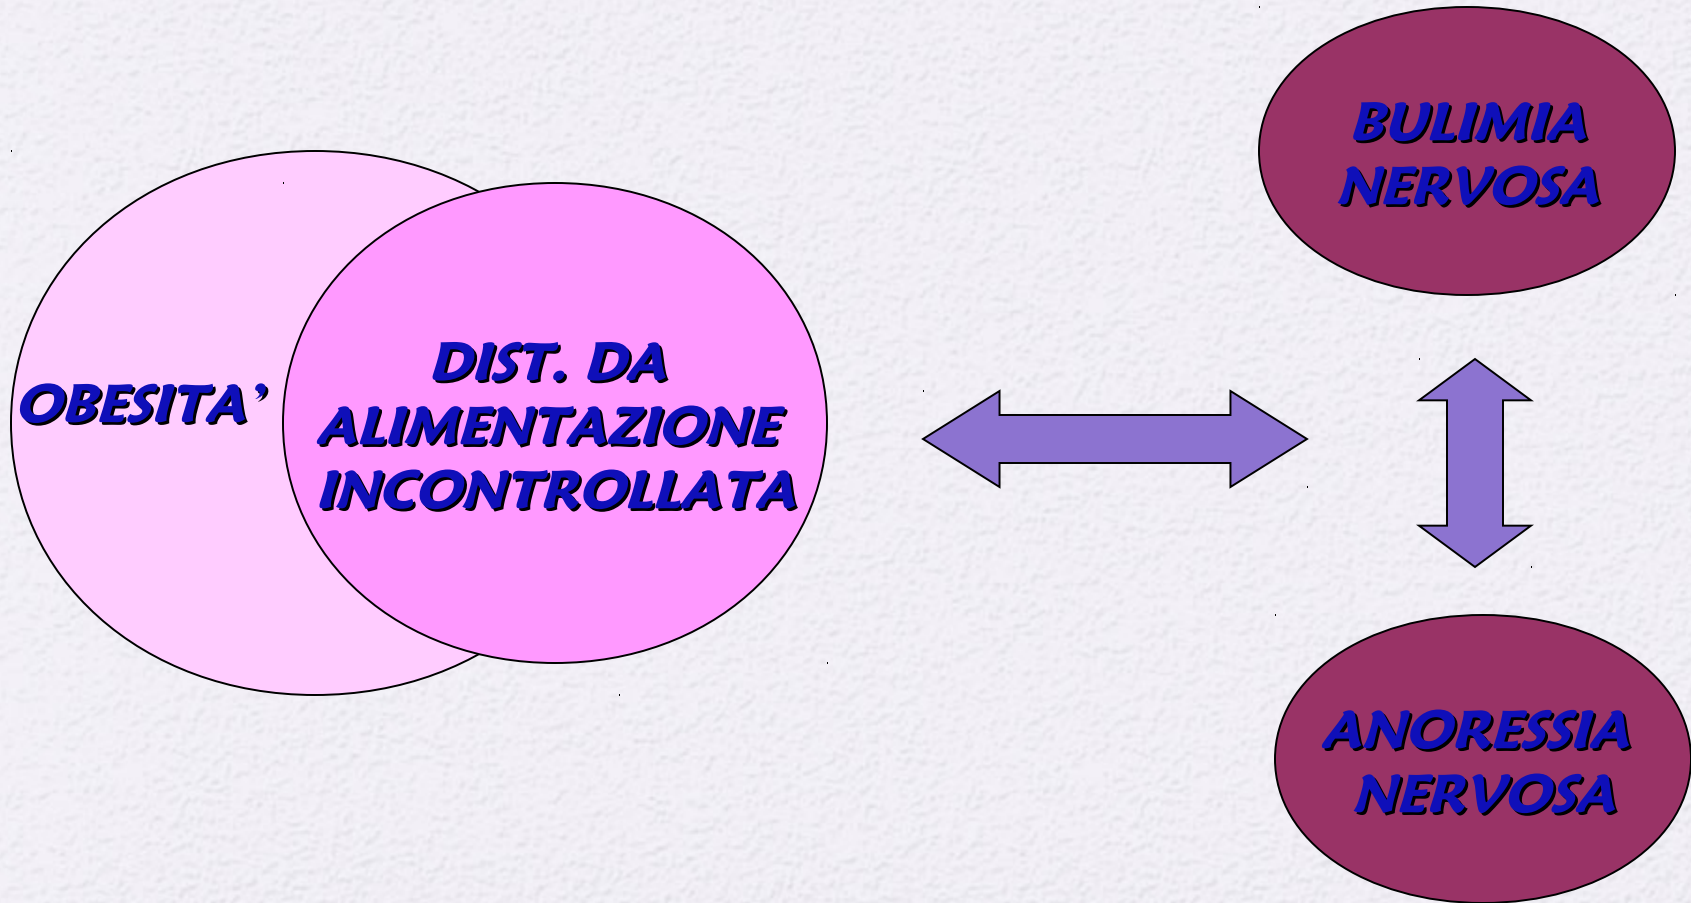 OBESITA’
DIST. DA
ALIMENTAZIONE
INCONTROLLATA
BULIMIA
NERVOSA
ANORESSIA
NERVOSA